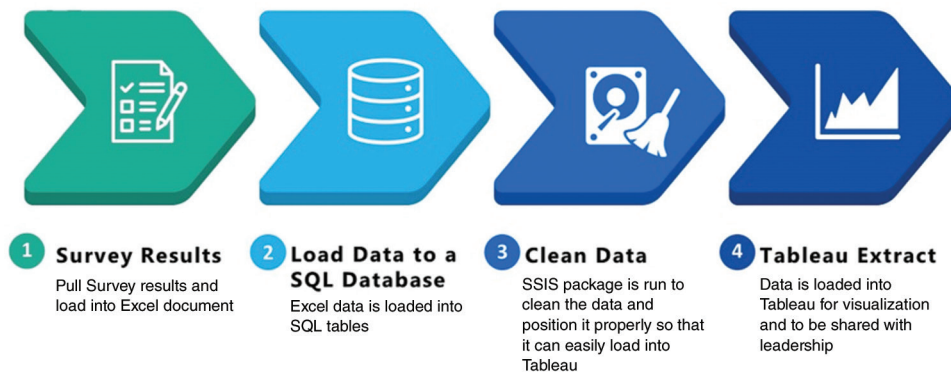 1 Survey Results
Pull Survey results and
load into Excel document
2 Load Data to a
SQL Database
Excel data is loaded into
SQL tables
3 Clean Data
SSIS package is run to
clean the data and
position it properly so that
it can easily load into
Tableau
4 Tableau Extract
Data is loaded into
Tableau for visualization
and to be shared with
leadership